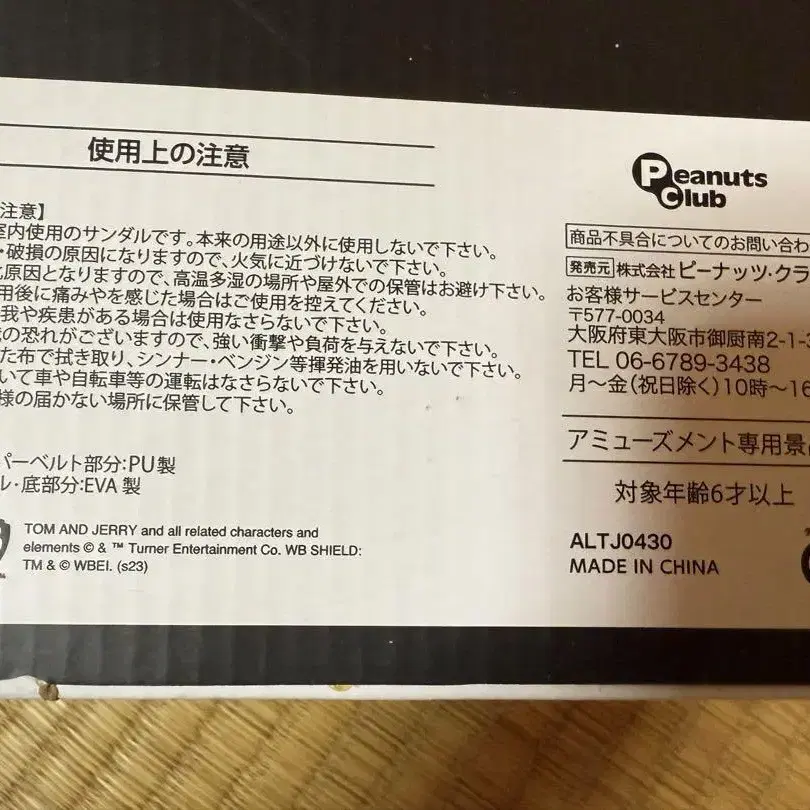 使用上の注意
注意】
室内使用のサンダルです。本来の用途以外に使用しないで下さい。
・破損の原因になりますので、火気に近づけないで下さい。
原因となりますので、高温多湿の場所や屋外での保管はお避け下さい。
用後に痛みやを感じた場合はご使用を控えてください。
我や疾患がある場合は使用なさらないで下さい。
の恐れがございますので、強い衝撃や負荷を与えないで下さい。
た布で拭き取り、シンナー・ベンジン等揮発油を用いないで下さい。
いて車や自転車等の運転はなさらないで下さい。
様の届かない場所に保管して下さい。
パーベルト部分:PU製
ル・底部分:EVA製
TOM AND JERRY and all related characters and
elements © & ™ Turner Entertainment Co. WB SHIELD:
TM & © WBEI. (s23)
Peanuts
Club
商品不具合についてのお問い合わ
発売元 株式会社ピーナッツ・クラ
お客様サービスセンター
〒577-0034
大阪府東大阪市御厨南2-1-3
TEL 06-6789-3438
月〜金(祝日除く)10時〜16
アミューズメント専用景品
対象年齢6才以上
ALTJ0430
MADE IN CHINA